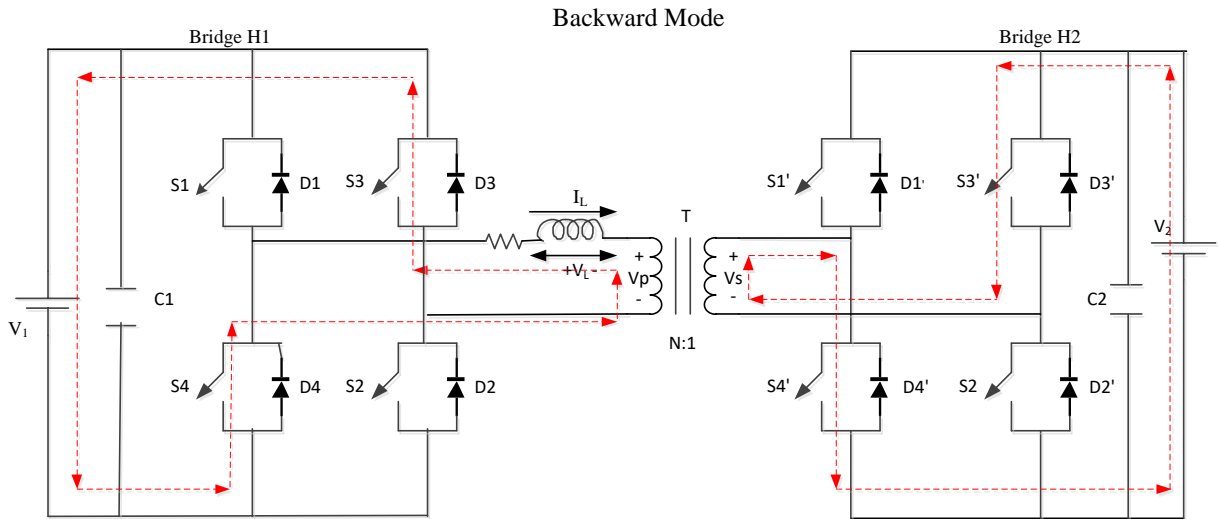 Backward Mode
Bridge H1
Bridge H2
S1
D1
S3
D3
S1'
D1'
S3'
D3'
I_L
T
V_2
+V_L -
+
Vp
-
+
Vs
-
C1
C2
V_1
N:1
S4
D4
S2
D2
S4'
D4'
S2
D2'